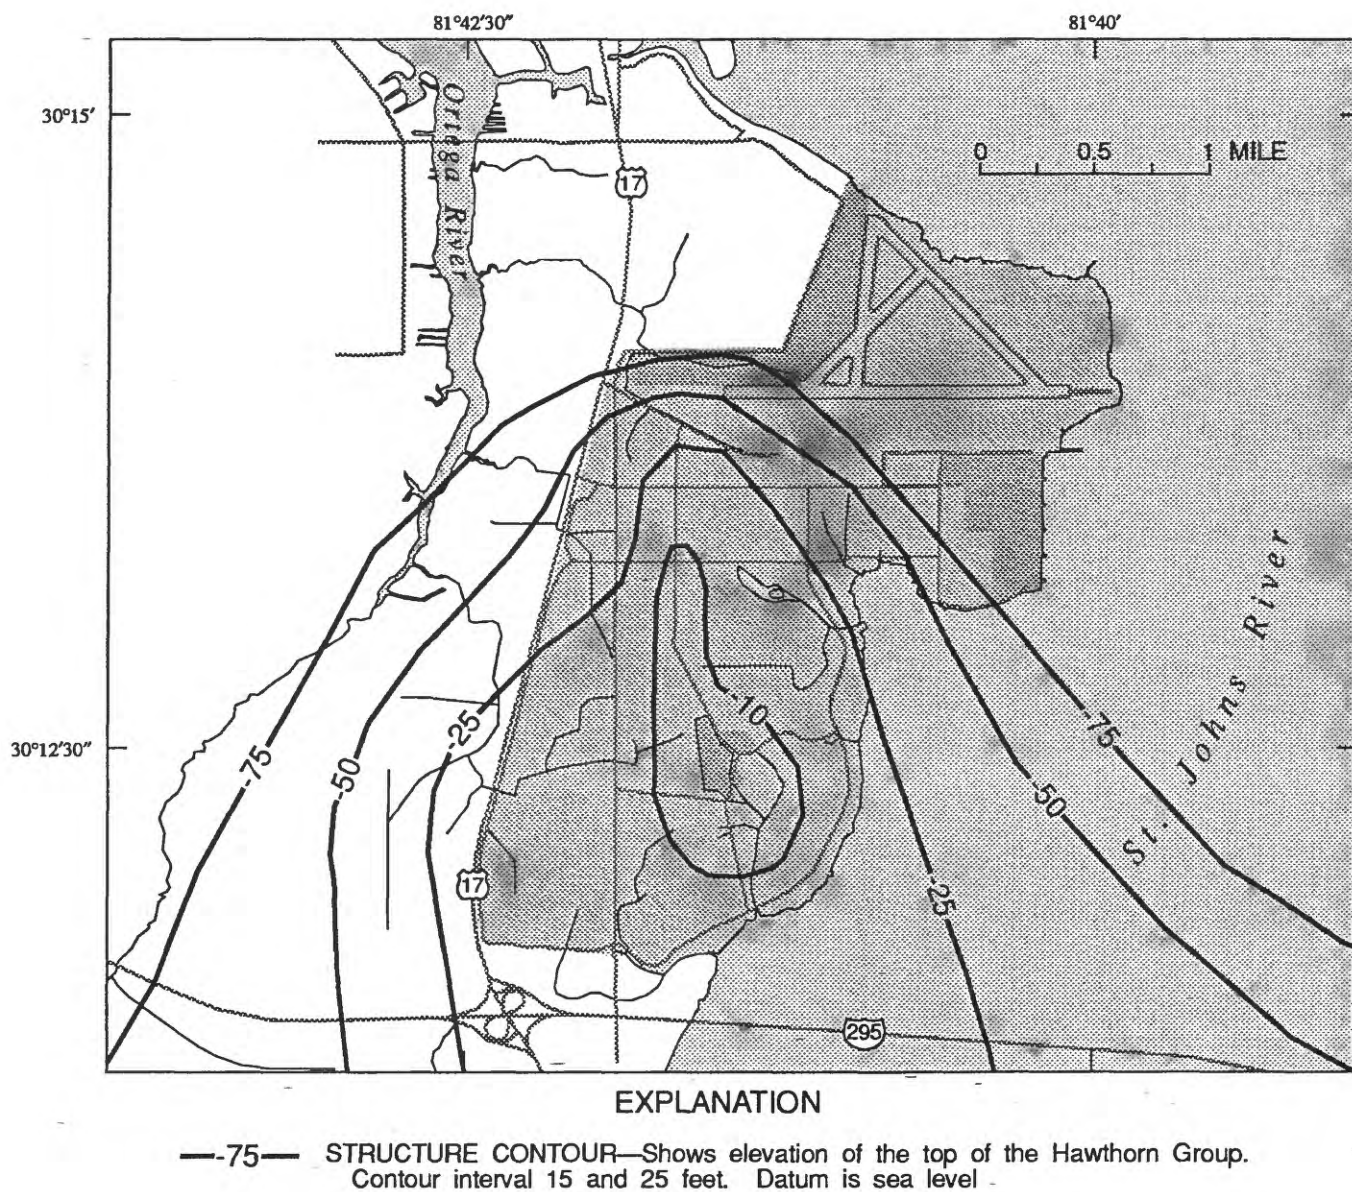 81°42'30″
81°40'
30°15'
Ortega River
0 0.5 1 MILE
17
-10
30°12'30″
-75
-50
-25
-75
-50
-25
St. Johns River
17
295
EXPLANATION
-75 STRUCTURE CONTOUR—Shows elevation of the top of the Hawthorn Group.
Contour interval 15 and 25 feet. Datum is sea level